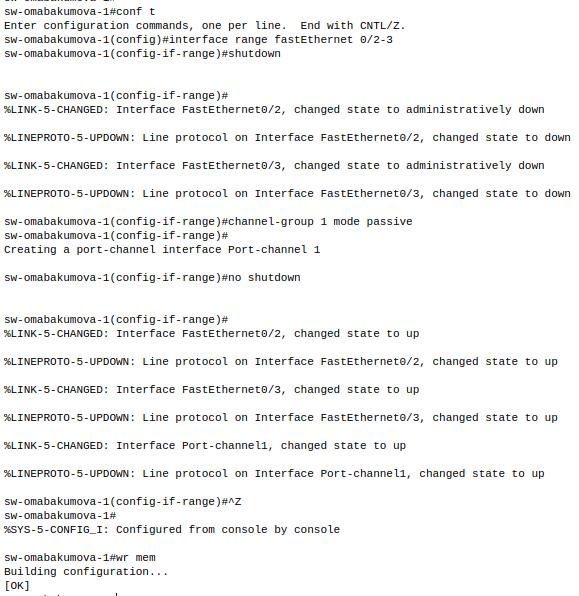 sw-omabakumova-1#conf t
Enter configuration commands, one per line.  End with CNTL/Z.
sw-omabakumova-1(config)#interface range fastEthernet 0/2-3
sw-omabakumova-1(config-if-range)#shutdown
sw-omabakumova-1(config-if-range)#
%LINK-5-CHANGED: Interface FastEthernet0/2, changed state to administratively down
%LINEPROTO-5-UPDOWN: Line protocol on Interface FastEthernet0/2, changed state to down
%LINK-5-CHANGED: Interface FastEthernet0/3, changed state to administratively down
%LINEPROTO-5-UPDOWN: Line protocol on Interface FastEthernet0/3, changed state to down
sw-omabakumova-1(config-if-range)#channel-group 1 mode passive
sw-omabakumova-1(config-if-range)#
Creating a port-channel interface Port-channel 1
sw-omabakumova-1(config-if-range)#no shutdown
sw-omabakumova-1(config-if-range)#
%LINK-5-CHANGED: Interface FastEthernet0/2, changed state to up
%LINEPROTO-5-UPDOWN: Line protocol on Interface FastEthernet0/2, changed state to up
%LINK-5-CHANGED: Interface FastEthernet0/3, changed state to up
%LINEPROTO-5-UPDOWN: Line protocol on Interface FastEthernet0/3, changed state to up
%LINK-5-CHANGED: Interface Port-channel1, changed state to up
%LINEPROTO-5-UPDOWN: Line protocol on Interface Port-channel1, changed state to up
sw-omabakumova-1(config-if-range)#^Z
sw-omabakumova-1#
%SYS-5-CONFIG_I: Configured from console by console
sw-omabakumova-1#wr mem
Building configuration...
[OK]